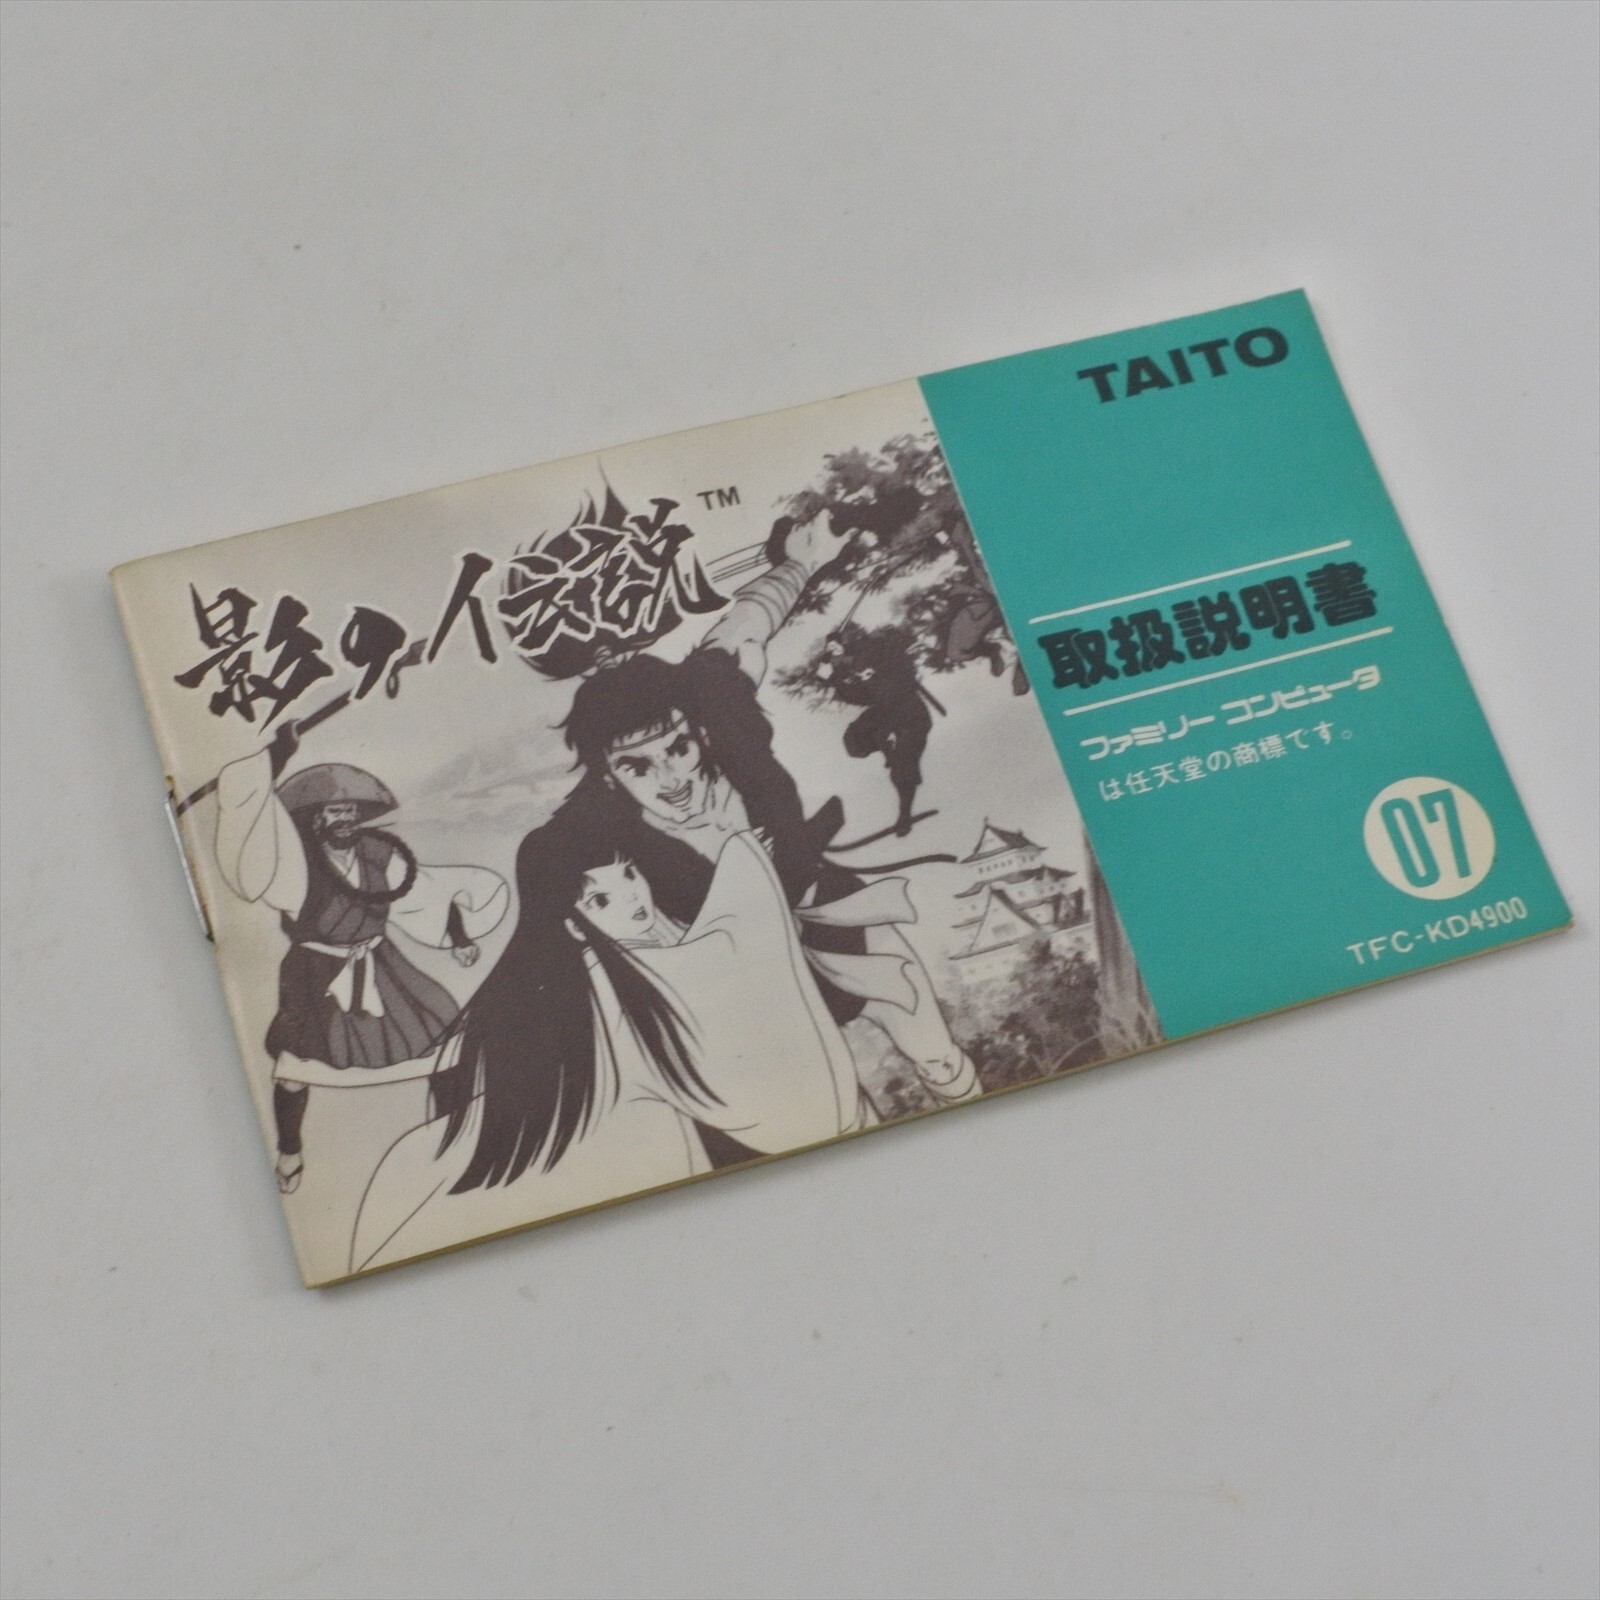 TAITO
影の伝説 TM
取扱説明書
ファミリー コンピュータ
は任天堂の商標です。
07
TFC-KD4900